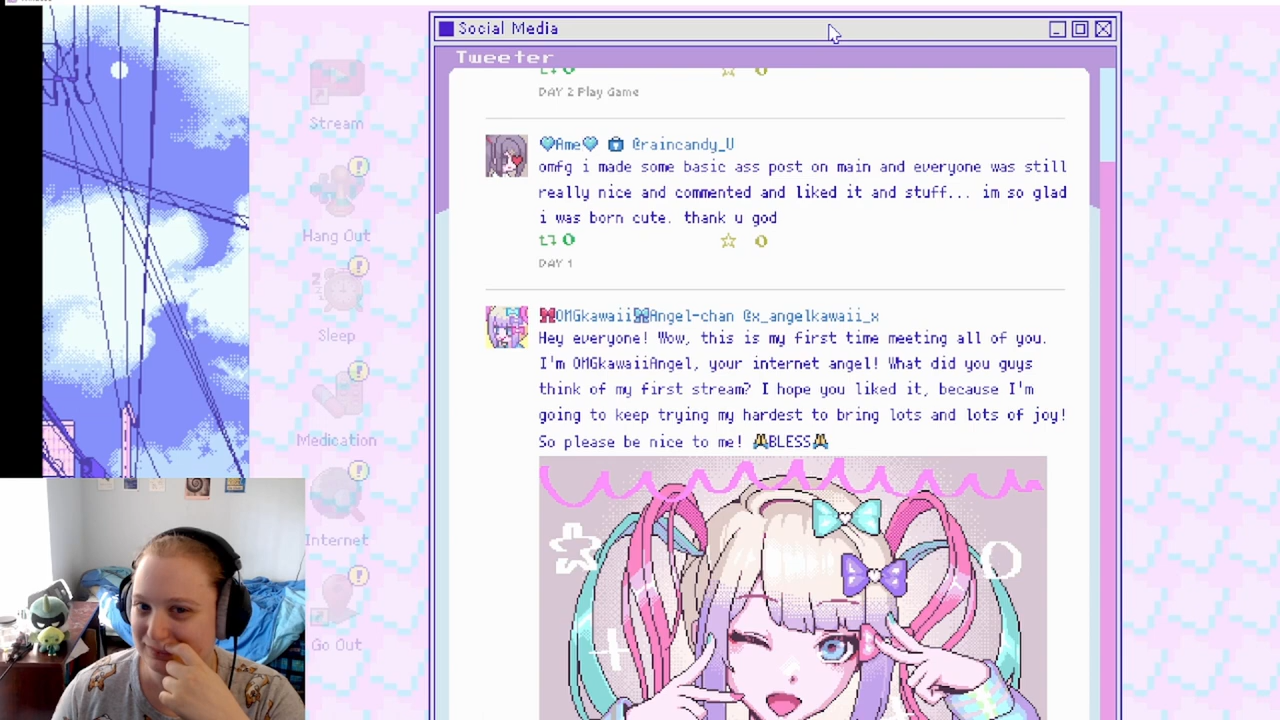 Social Media
Tweeter
DAY 2 Play Game
Ame @raincandy_U
omfg i made some basic ass post on main and everyone was still
really nice and commented and liked it and stuff... im so glad
i was born cute. thank u god
0 0
DAY 1
OMGkawaiiAngel-chan @x_angelkawaii_x
Hey everyone! Wow, this is my first time meeting all of you.
I'm OMGkawaiiAngel, your internet angel! What did you guys
think of my first stream? I hope you liked it, because I'm
going to keep trying my hardest to bring lots and lots of joy!
So please be nice to me! 🙏BLESS🙏
Stream
Hang Out
Sleep
Medication
Internet
Go Out